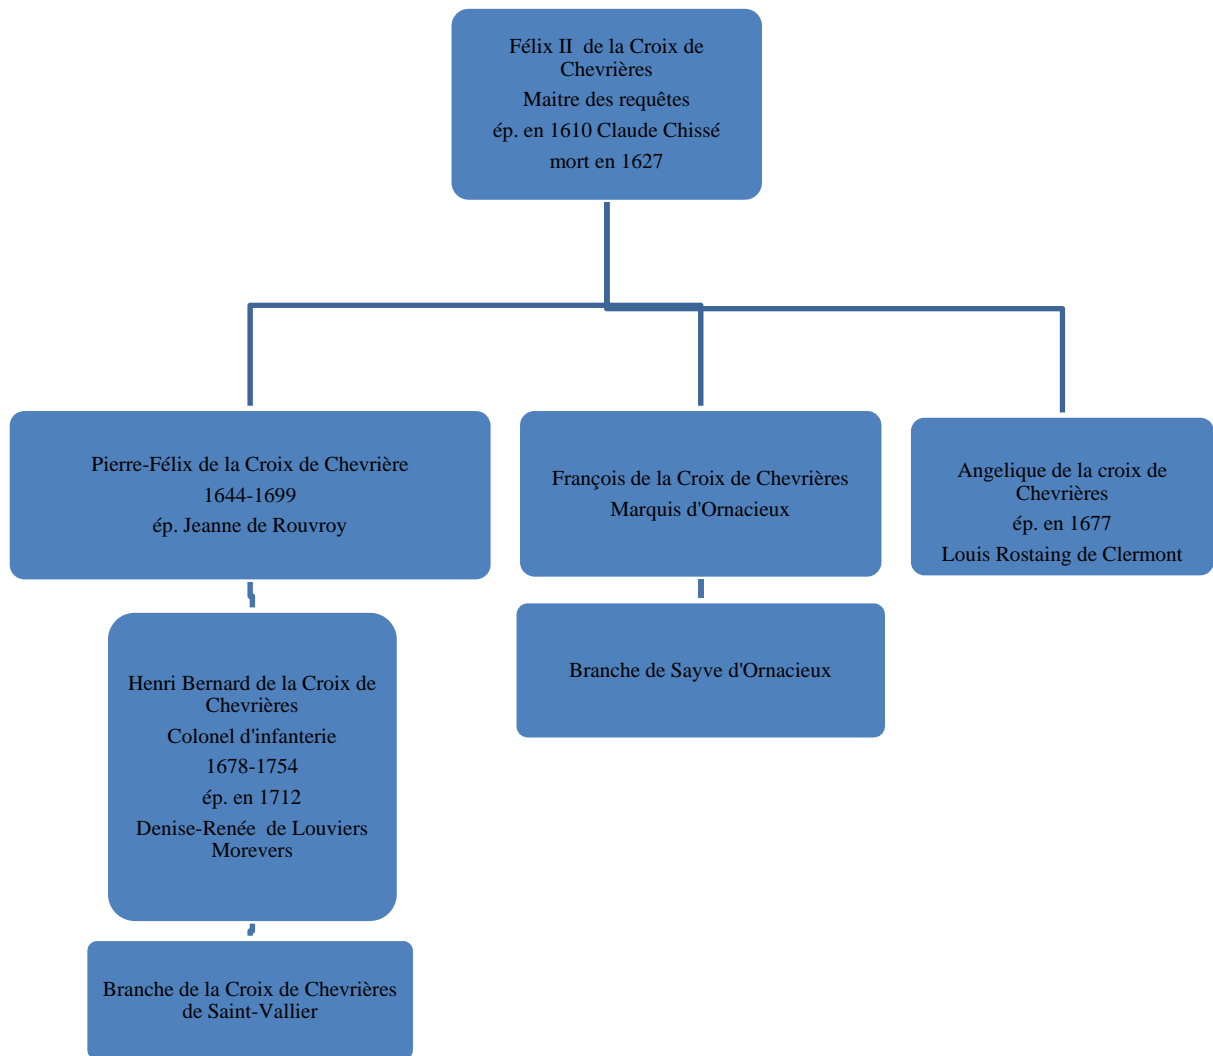 Félix II  de la Croix de
Chevrières
Maitre des requêtes
ép. en 1610 Claude Chissé
mort en 1627
Pierre-Félix de la Croix de Chevrière
1644-1699
ép. Jeanne de Rouvroy
François de la Croix de Chevrières
Marquis d'Ornacieux
Angelique de la croix de
Chevrières
ép. en 1677
Louis Rostaing de Clermont
Henri Bernard de la Croix de
Chevrières
Colonel d'infanterie
1678-1754
ép. en 1712
Denise-Renée  de Louviers
Morevers
Branche de Sayve d'Ornacieux
Branche de la Croix de Chevrières
de Saint-Vallier